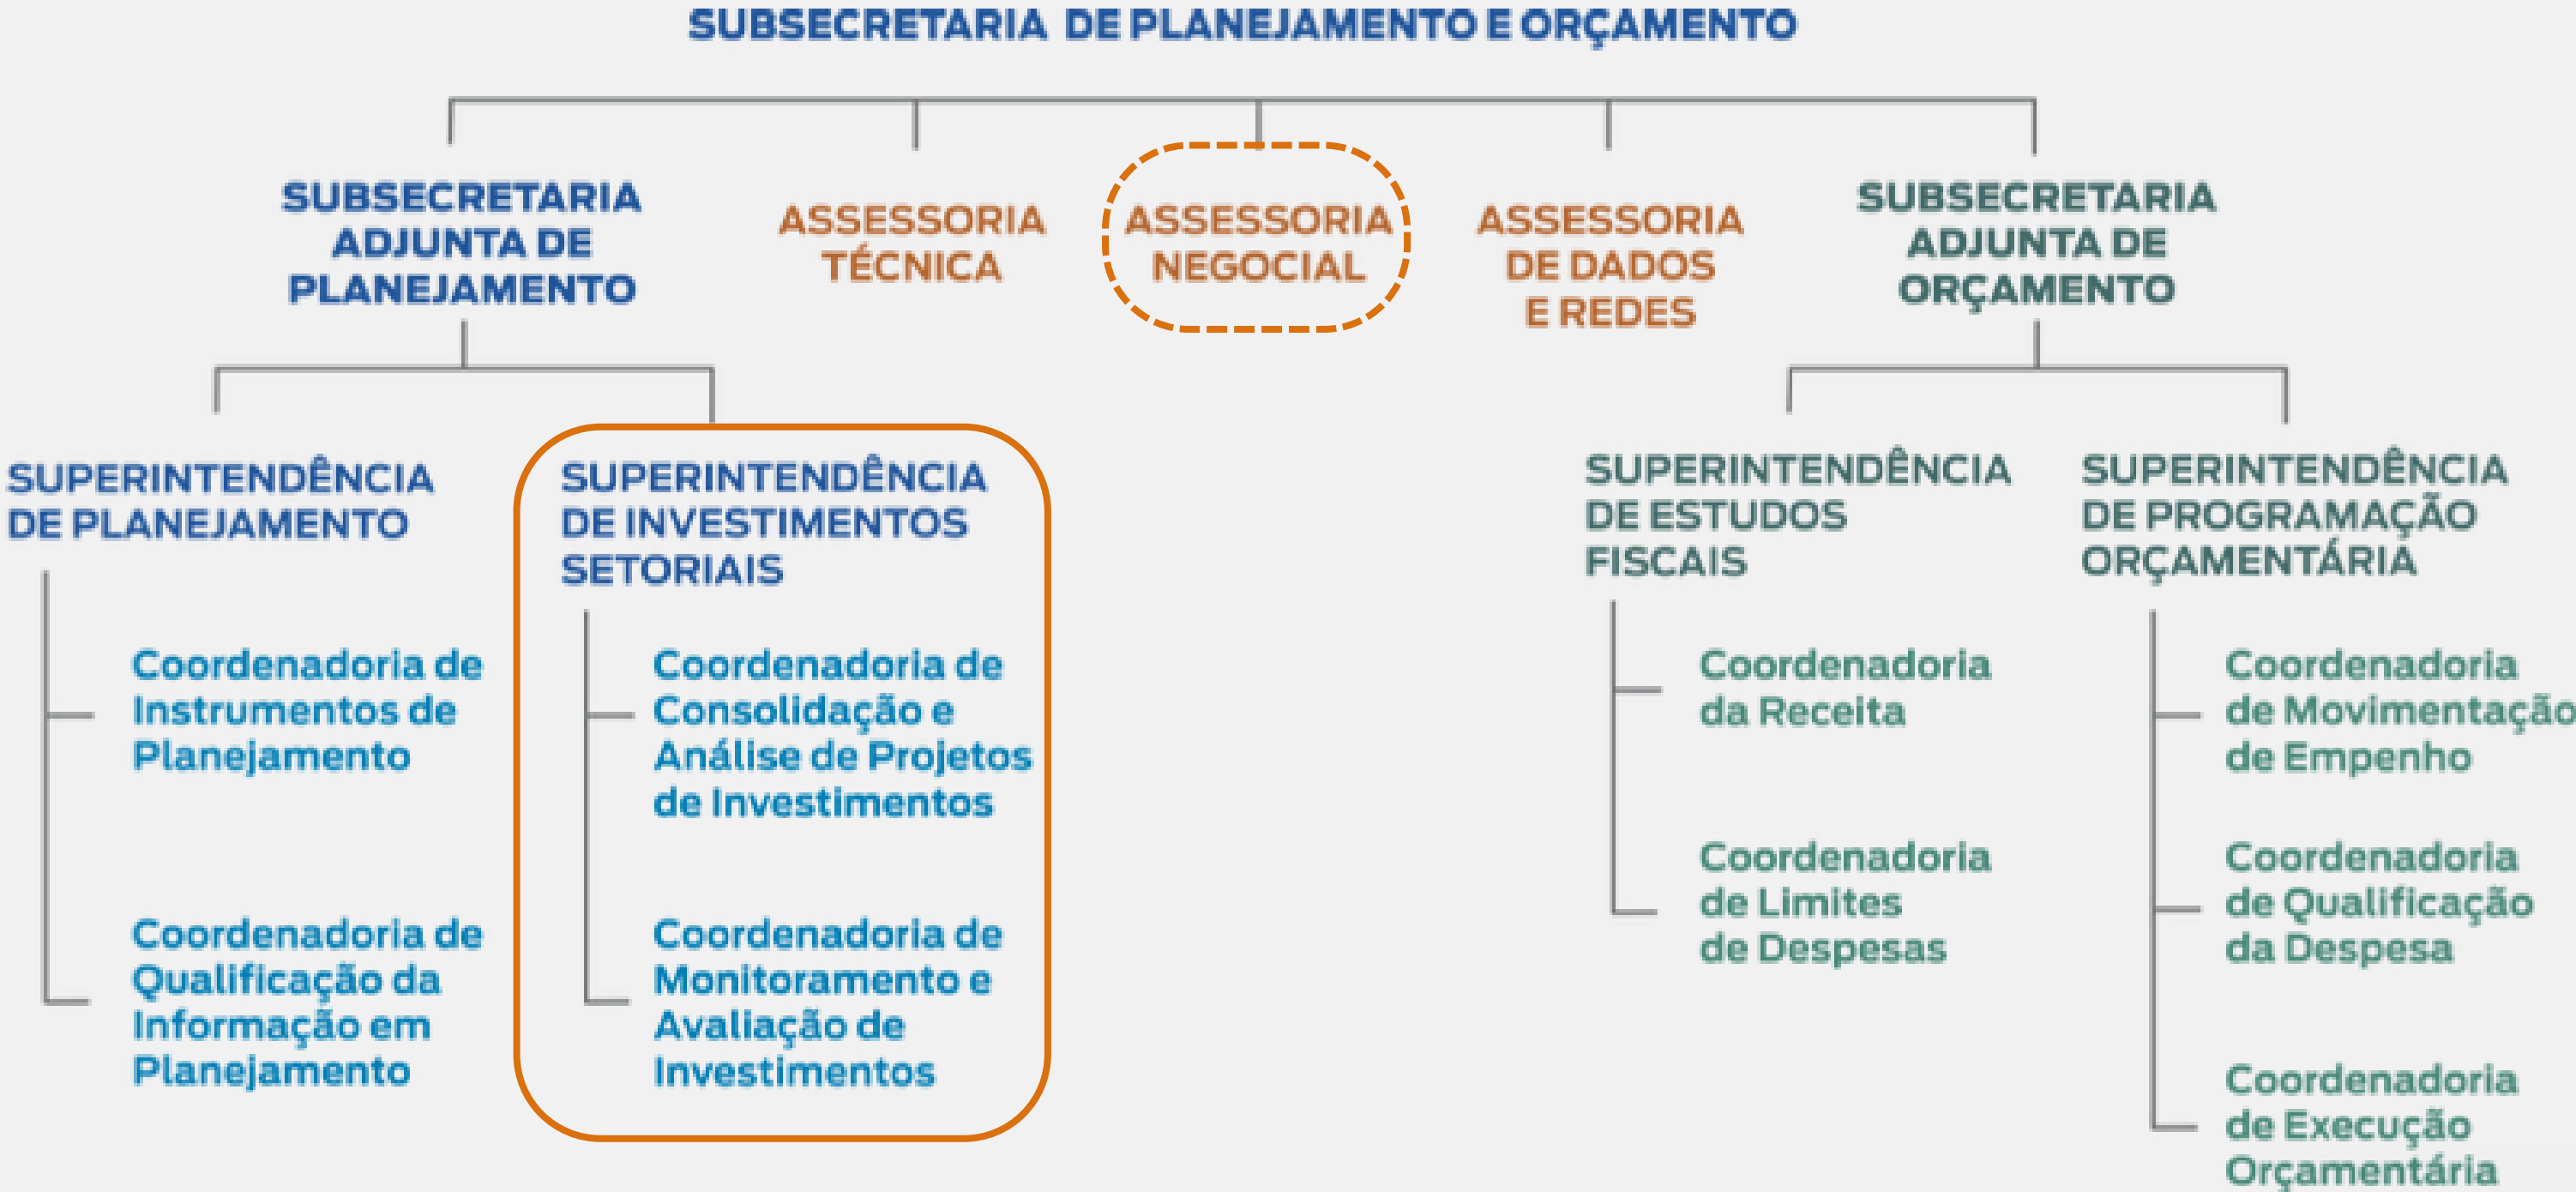 SUBSECRETARIA DE PLANEJAMENTO E ORÇAMENTO
SUBSECRETARIA
ADJUNTA DE
PLANEJAMENTO
ASSESSORIA
TÉCNICA
ASSESSORIA
NEGOCIAL
ASSESSORIA
DE DADOS
E REDES
SUBSECRETARIA
ADJUNTA DE
ORÇAMENTO
SUPERINTENDÊNCIA
DE PLANEJAMENTO
Coordenadoria de
Instrumentos de
Planejamento
Coordenadoria de
Qualificação da
Informação em
Planejamento
SUPERINTENDÊNCIA
DE INVESTIMENTOS
SETORIAIS
Coordenadoria de
Consolidação e
Análise de Projetos
de Investimentos
Coordenadoria de
Monitoramento e
Avaliação de
Investimentos
SUPERINTENDÊNCIA
DE ESTUDOS
FISCAIS
Coordenadoria
da Receita
Coordenadoria
de Limites
de Despesas
SUPERINTENDÊNCIA
DE PROGRAMAÇÃO
ORÇAMENTÁRIA
Coordenadoria
de Movimentação
de Empenho
Coordenadoria
de Qualificação
da Despesa
Coordenadoria
de Execução
Orçamentária